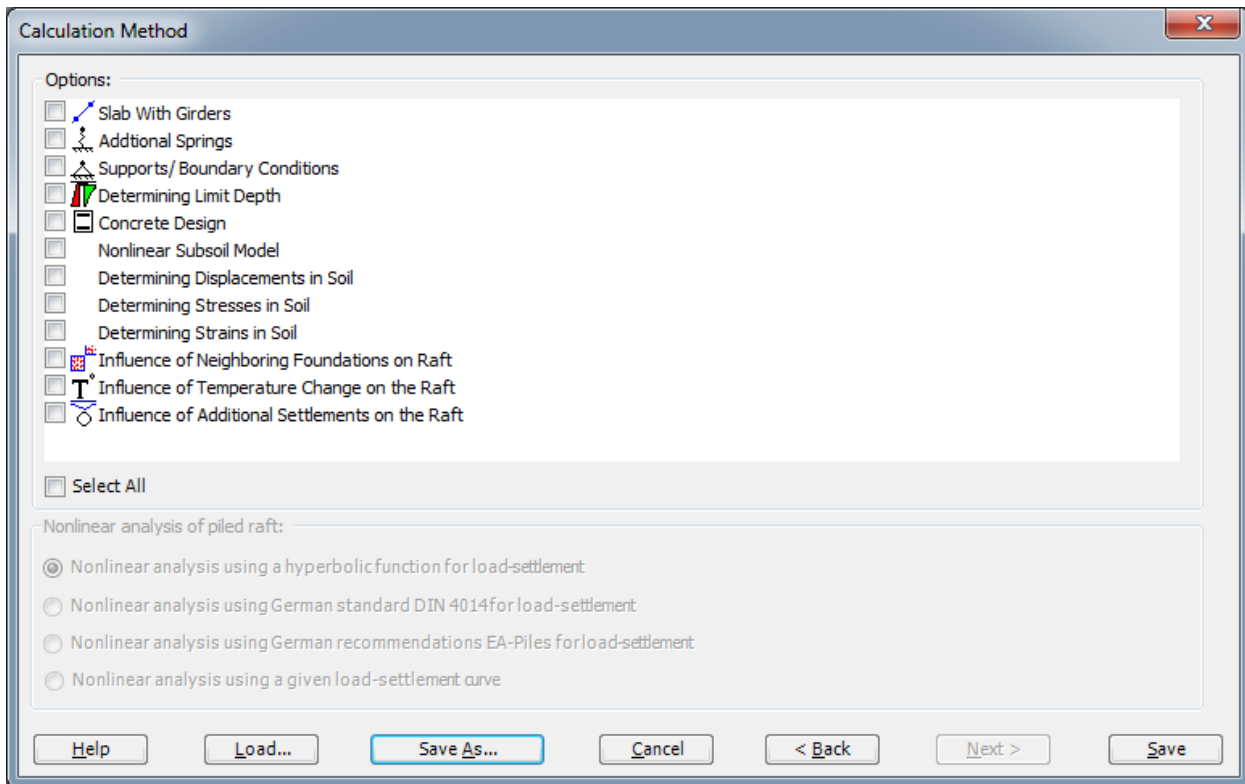 Calculation Method
Options:
Slab With Girders
Addtional Springs
Supports/ Boundary Conditions
Determining Limit Depth
Concrete Design
Nonlinear Subsoil Model
Determining Displacements in Soil
Determining Stresses in Soil
Determining Strains in Soil
Influence of Neighboring Foundations on Raft
Influence of Temperature Change on the Raft
Influence of Additional Settlements on the Raft
Select All
Nonlinear analysis of piled raft:
Nonlinear analysis using a hyperbolic function for load-settlement
Nonlinear analysis using German standard DIN 4014for load-settlement
Nonlinear analysis using German recommendations EA-Piles forload-settlement
Nonlinear analysis using a given load-settlement curve
Help Load... Save As... Cancel < Back Next > Save